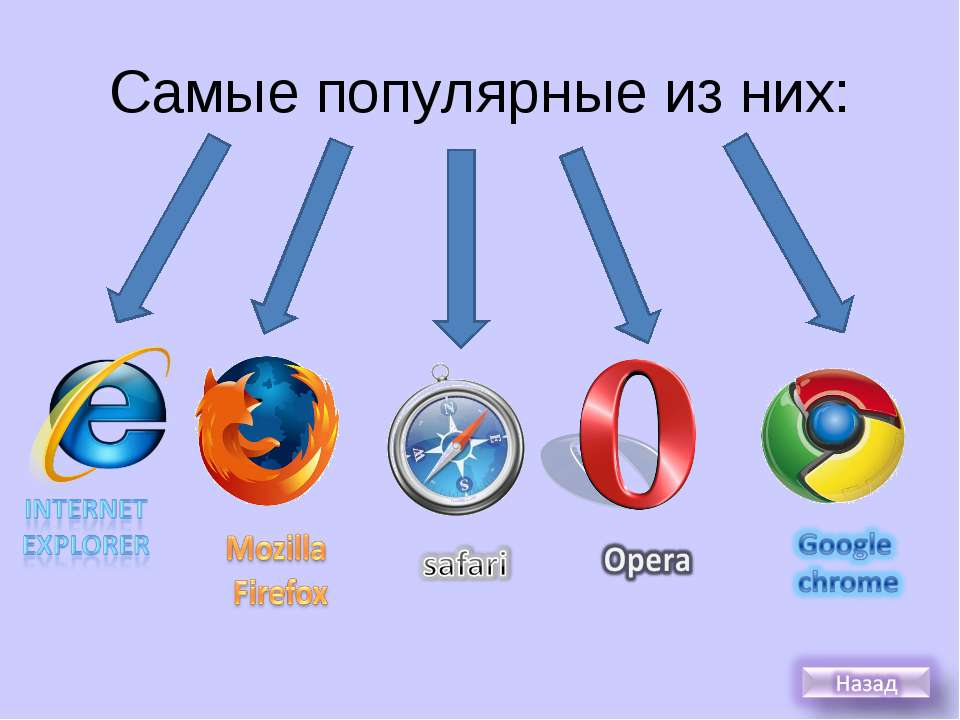 Самые популярные из них:
INTERNET
EXPLORER
Mozilla
Firefox
safari
Opera
Google
chrome
N
E
S
W
Назад